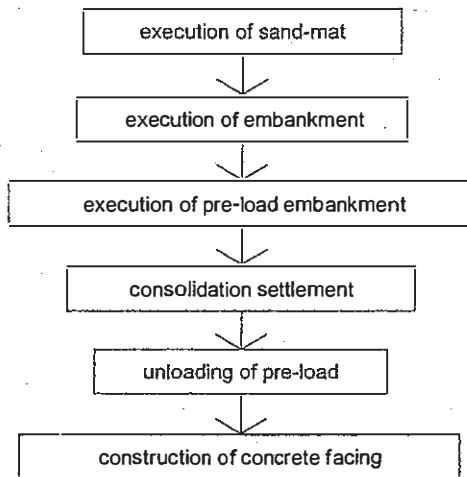 execution of sand-mat
execution of embankment
execution of pre-load embankment
consolidation settlement
unloading of pre-load
construction of concrete facing